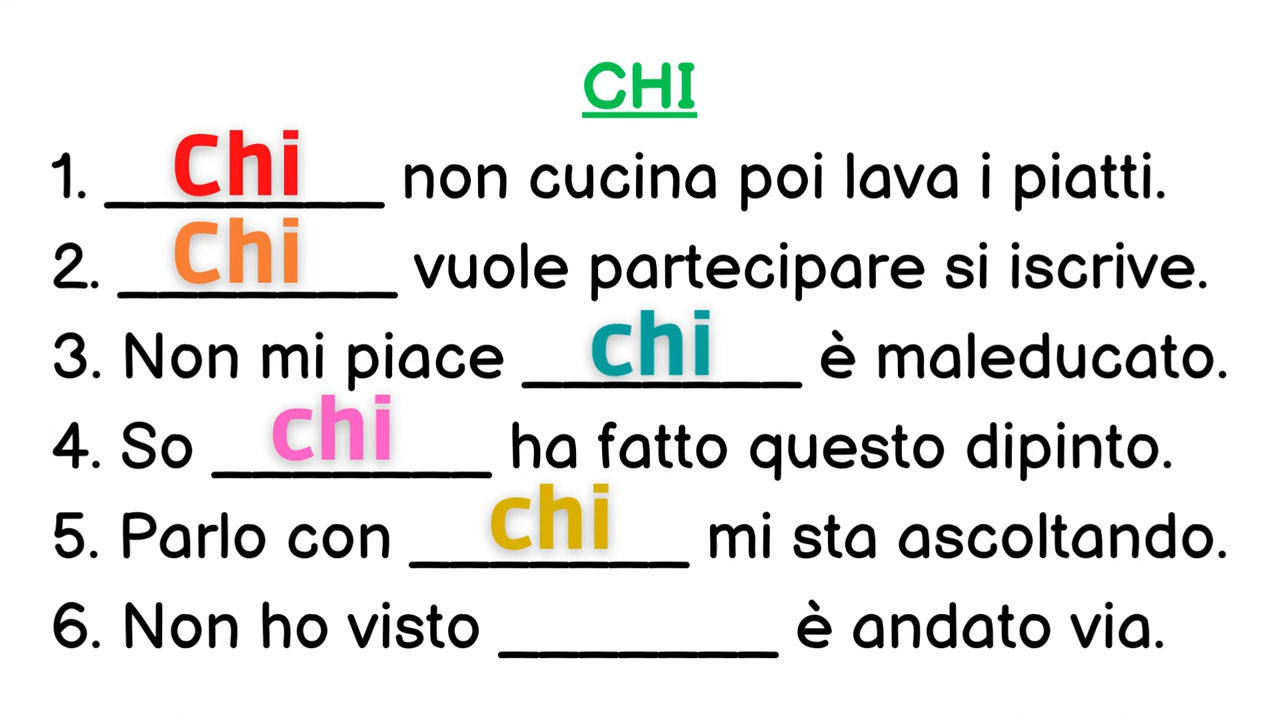 CHI
1. Chi non cucina poi lava i piatti.
2. Chi vuole partecipare si iscrive.
3. Non mi piace chi è maleducato.
4. So chi ha fatto questo dipinto.
5. Parlo con chi mi sta ascoltando.
6. Non ho visto _______ è andato via.